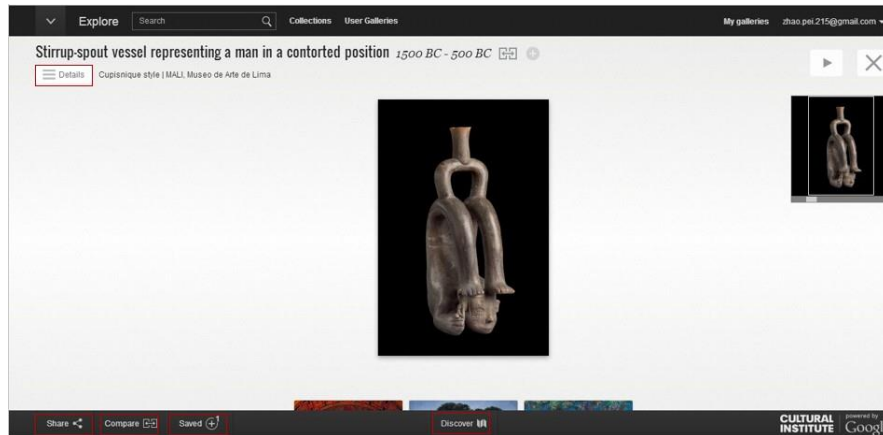 Explore Search Collections User Galleries My galleries zhao.pei.215@gmail.com
Stirrup-spout vessel representing a man in a contorted position 1500 BC - 500 BC
Details Cupisnique style | MALI, Museo de Arte de Lima
Share Compare Saved 1 Discover CULTURAL INSTITUTE powered by Google